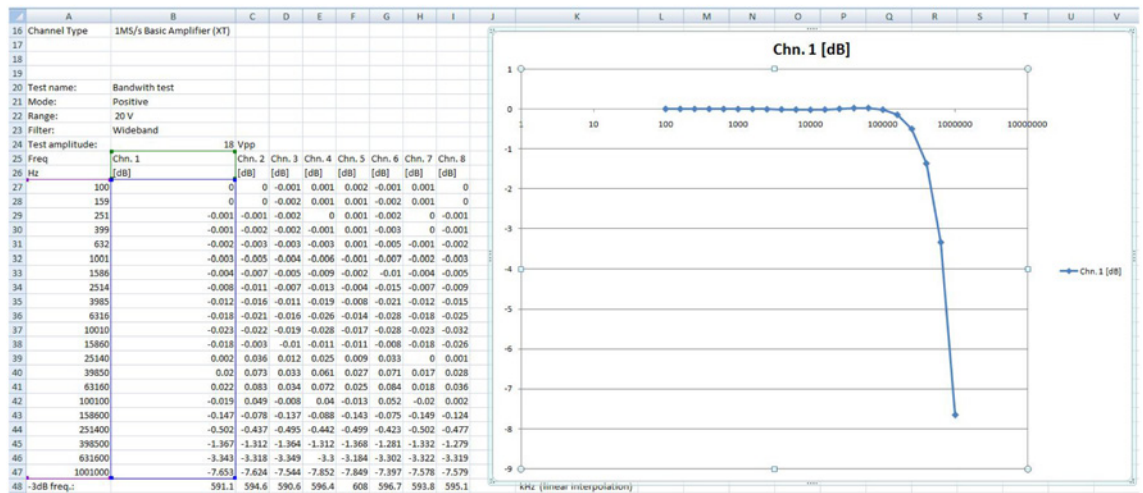 A B C D E F G H I J K L M N O P Q R S T U V
16 Channel Type 1MS/s Basic Amplifier (XT)
17
18
19
20 Test name: Bandwith test
21 Mode: Positive
22 Range: 20 V
23 Filter: Wideband
24 Test amplitude: 18 Vpp
25 Freq Chn. 1 Chn. 2 Chn. 3 Chn. 4 Chn. 5 Chn. 6 Chn. 7 Chn. 8
26 Hz [dB] [dB] [dB] [dB] [dB] [dB] [dB] [dB]
27 100 0 0 -0.001 0.001 0.002 -0.001 0.001 0
28 159 0 0 -0.002 0.001 0.001 -0.002 0.001 0
29 251 -0.001 -0.001 -0.002 0 0.001 -0.002 0 -0.001
30 399 -0.001 -0.002 -0.002 -0.001 0.001 -0.003 0 -0.001
31 632 -0.002 -0.003 -0.003 -0.003 0.001 -0.005 -0.001 -0.002
32 1001 -0.003 -0.005 -0.004 -0.006 -0.001 -0.007 -0.002 -0.003
33 1586 -0.004 -0.007 -0.005 -0.009 -0.002 -0.01 -0.004 -0.005
34 2514 -0.008 -0.011 -0.007 -0.013 -0.004 -0.015 -0.007 -0.009
35 3985 -0.012 -0.016 -0.011 -0.019 -0.008 -0.021 -0.012 -0.015
36 6316 -0.018 -0.021 -0.016 -0.026 -0.014 -0.028 -0.018 -0.025
37 10010 -0.023 -0.022 -0.019 -0.028 -0.017 -0.028 -0.023 -0.032
38 15860 -0.018 -0.003 -0.01 -0.011 -0.011 -0.008 -0.018 -0.026
39 25140 0.002 0.036 0.012 0.025 0.009 0.033 0 0.001
40 39850 0.02 0.073 0.033 0.061 0.027 0.071 0.017 0.028
41 63160 0.022 0.083 0.034 0.072 0.025 0.084 0.018 0.036
42 100100 -0.019 0.049 -0.008 0.04 -0.013 0.052 -0.02 0.002
43 158600 -0.147 -0.078 -0.137 -0.088 -0.143 -0.075 -0.149 -0.124
44 251400 -0.502 -0.437 -0.495 -0.442 -0.499 -0.423 -0.502 -0.477
45 398500 -1.367 -1.312 -1.364 -1.312 -1.368 -1.281 -1.332 -1.279
46 631600 -3.343 -3.318 -3.349 -3.3 -3.184 -3.302 -3.322 -3.319
47 1001000 -7.653 -7.624 -7.544 -7.852 -7.849 -7.397 -7.578 -7.579
48 -3dB freq.: 591.1 594.6 590.6 596.4 608 596.7 593.8 595.1 kHz (linear interpolation)
Chn. 1 [dB]
1
0
1 10 100 1000 10000 100000 1000000 10000000
-1
-2
-3
-4
-5
-6
-7
-8
-9
Chn. 1 [dB]